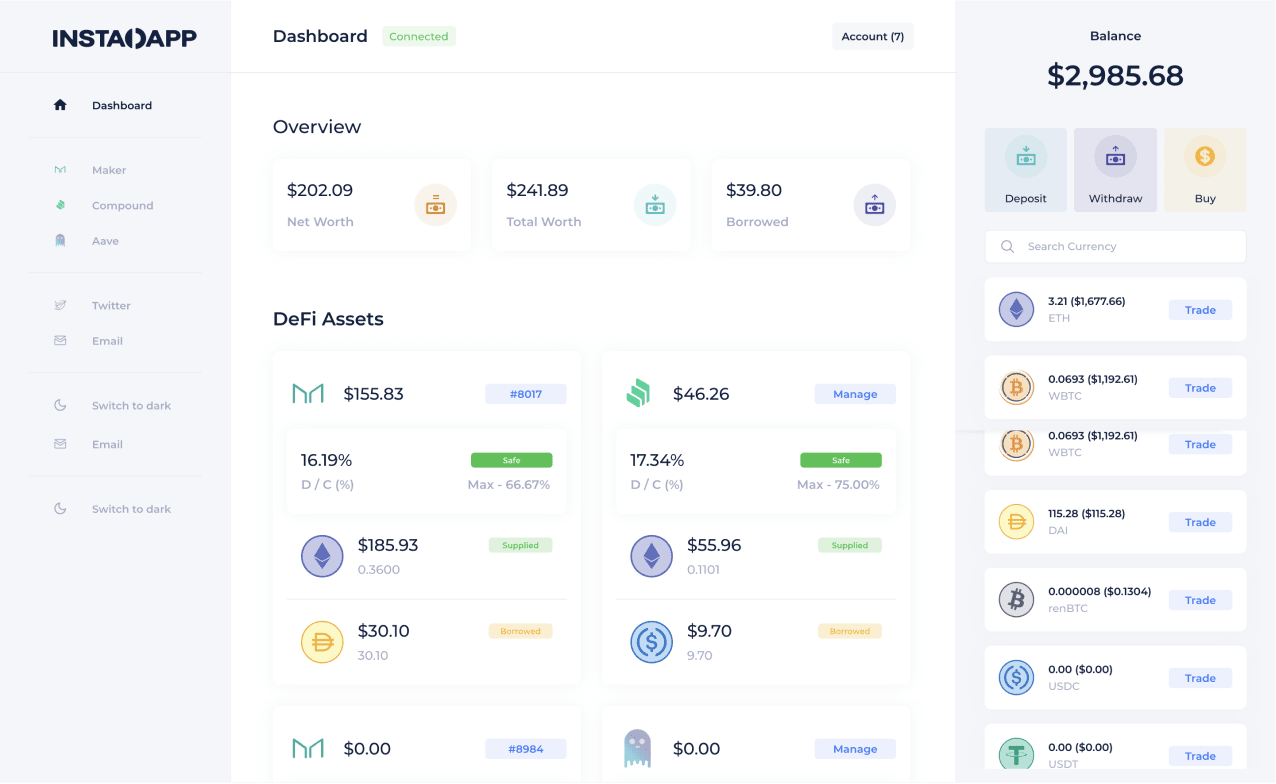 INSTADAPP
Dashboard
Maker
Compound
Aave
Twitter
Email
Switch to dark
Email
Switch to dark
Dashboard
Connected
Account (7)
Overview
$202.09
Net Worth
$241.89
Total Worth
$39.80
Borrowed
DeFi Assets
$155.83
#8017
16.19%
Safe
D / C (%)
Max - 66.67%
$185.93
Supplied
0.3600
$30.10
Borrowed
30.10
$46.26
Manage
17.34%
Safe
D / C (%)
Max - 75.00%
$55.96
Supplied
0.1101
$9.70
Borrowed
9.70
$0.00
#8984
$0.00
Manage
Balance
$2,985.68
Deposit
Withdraw
Buy
Search Currency
3.21 ($1,677.66)
ETH
Trade
0.0693 ($1,192.61)
WBTC
Trade
0.0693 ($1,192.61)
WBTC
Trade
115.28 ($115.28)
DAI
Trade
0.000008 ($0.1304)
renBTC
Trade
0.00 ($0.00)
USDC
Trade
0.00 ($0.00)
USDT
Trade